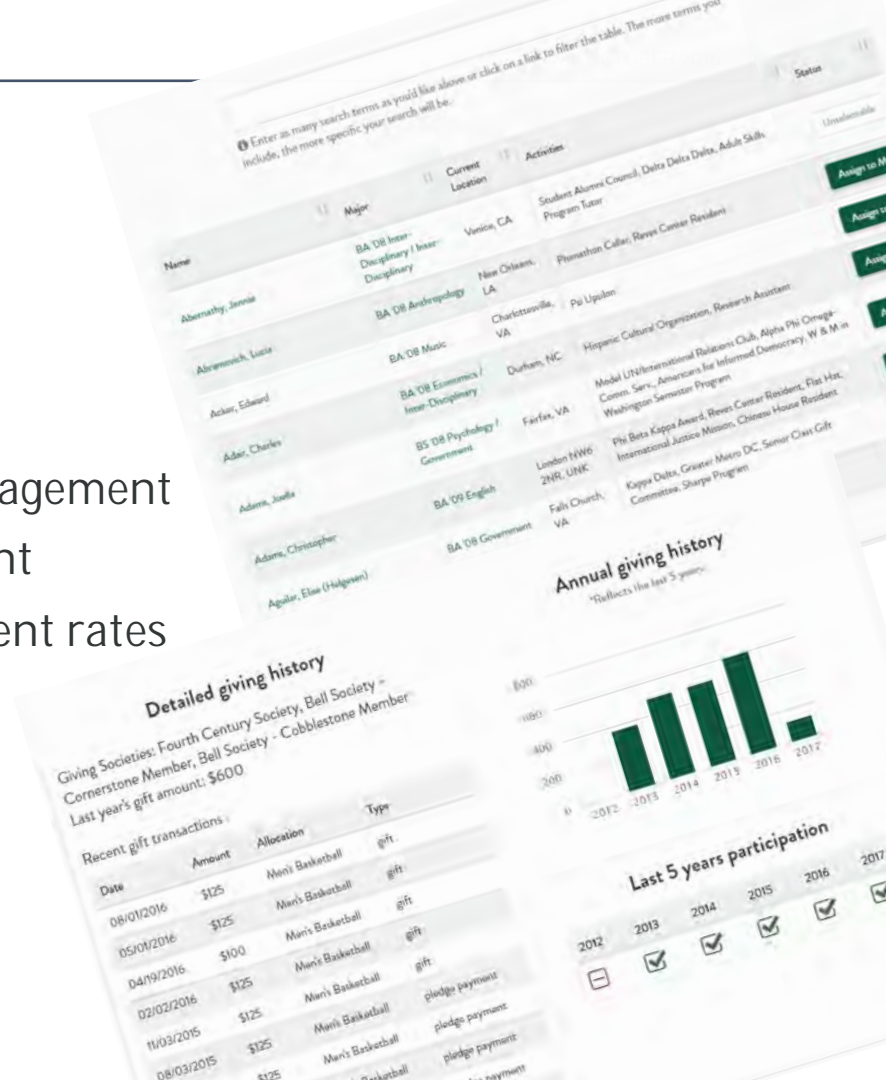 Enter as many search terms as you'd like above or click on a link to filter the table. The more terms you
include, the more specific your search will be.
Name Major Current Location Activities Status
Abernathy, Jennie BA '08 Inter-Disciplinary / Inter-Disciplinary Venice, CA Student Alumni Council, Delta Delta Delta, Adult Skills Program Tutor Unselectable
Abramovich, Lucia BA '08 Anthropology New Orleans, LA Phonathon Caller, Reves Center Resident Assign to M
Acker, Edward BA '08 Music Charlottesville, VA Psi Upsilon Assign to
Adair, Charles BA '08 Economics / Inter-Disciplinary Durham, NC Hispanic Cultural Organization, Research Assistant Assig
Adams, Joella BS '08 Psychology / Government Fairfax, VA Model UN/International Relations Club, Alpha Phi Omega-Comm. Serv., Americans for Informed Democracy, W & M in Washington Semester Program A
Adams, Christopher BA '09 English London NW6 2NR, UNK Phi Beta Kappa Award, Reves Center Resident, Flat Hat, International Justice Mission, Chinese House Resident
Aguilar, Elise (Helgesen) BA '08 Government Falls Church, VA Kappa Delta, Greater Metro DC, Senior Class Gift Committee, Sharpe Program
agement
nt
ent rates
Detailed giving history
Giving Societies: Fourth Century Society, Bell Society -
Cornerstone Member, Bell Society - Cobblestone Member
Last year's gift amount: $600
Recent gift transactions
Date Amount Allocation Type
08/01/2016 $125 Men's Basketball gift
05/01/2016 $125 Men's Basketball gift
04/19/2016 $100 Men's Basketball gift
02/02/2016 $125 Men's Basketball gift
11/03/2015 $125 Men's Basketball gift
08/03/2015 $125 Men's Basketball pledge payment
$125 Men's Basketball pledge payment
Basketball pledge payment
payment
Annual giving history
*Reflects the last 5 years
800
600
400
200
0
2012 2013 2014 2015 2016 2017
Last 5 years participation
2012 2013 2014 2015 2016 2017